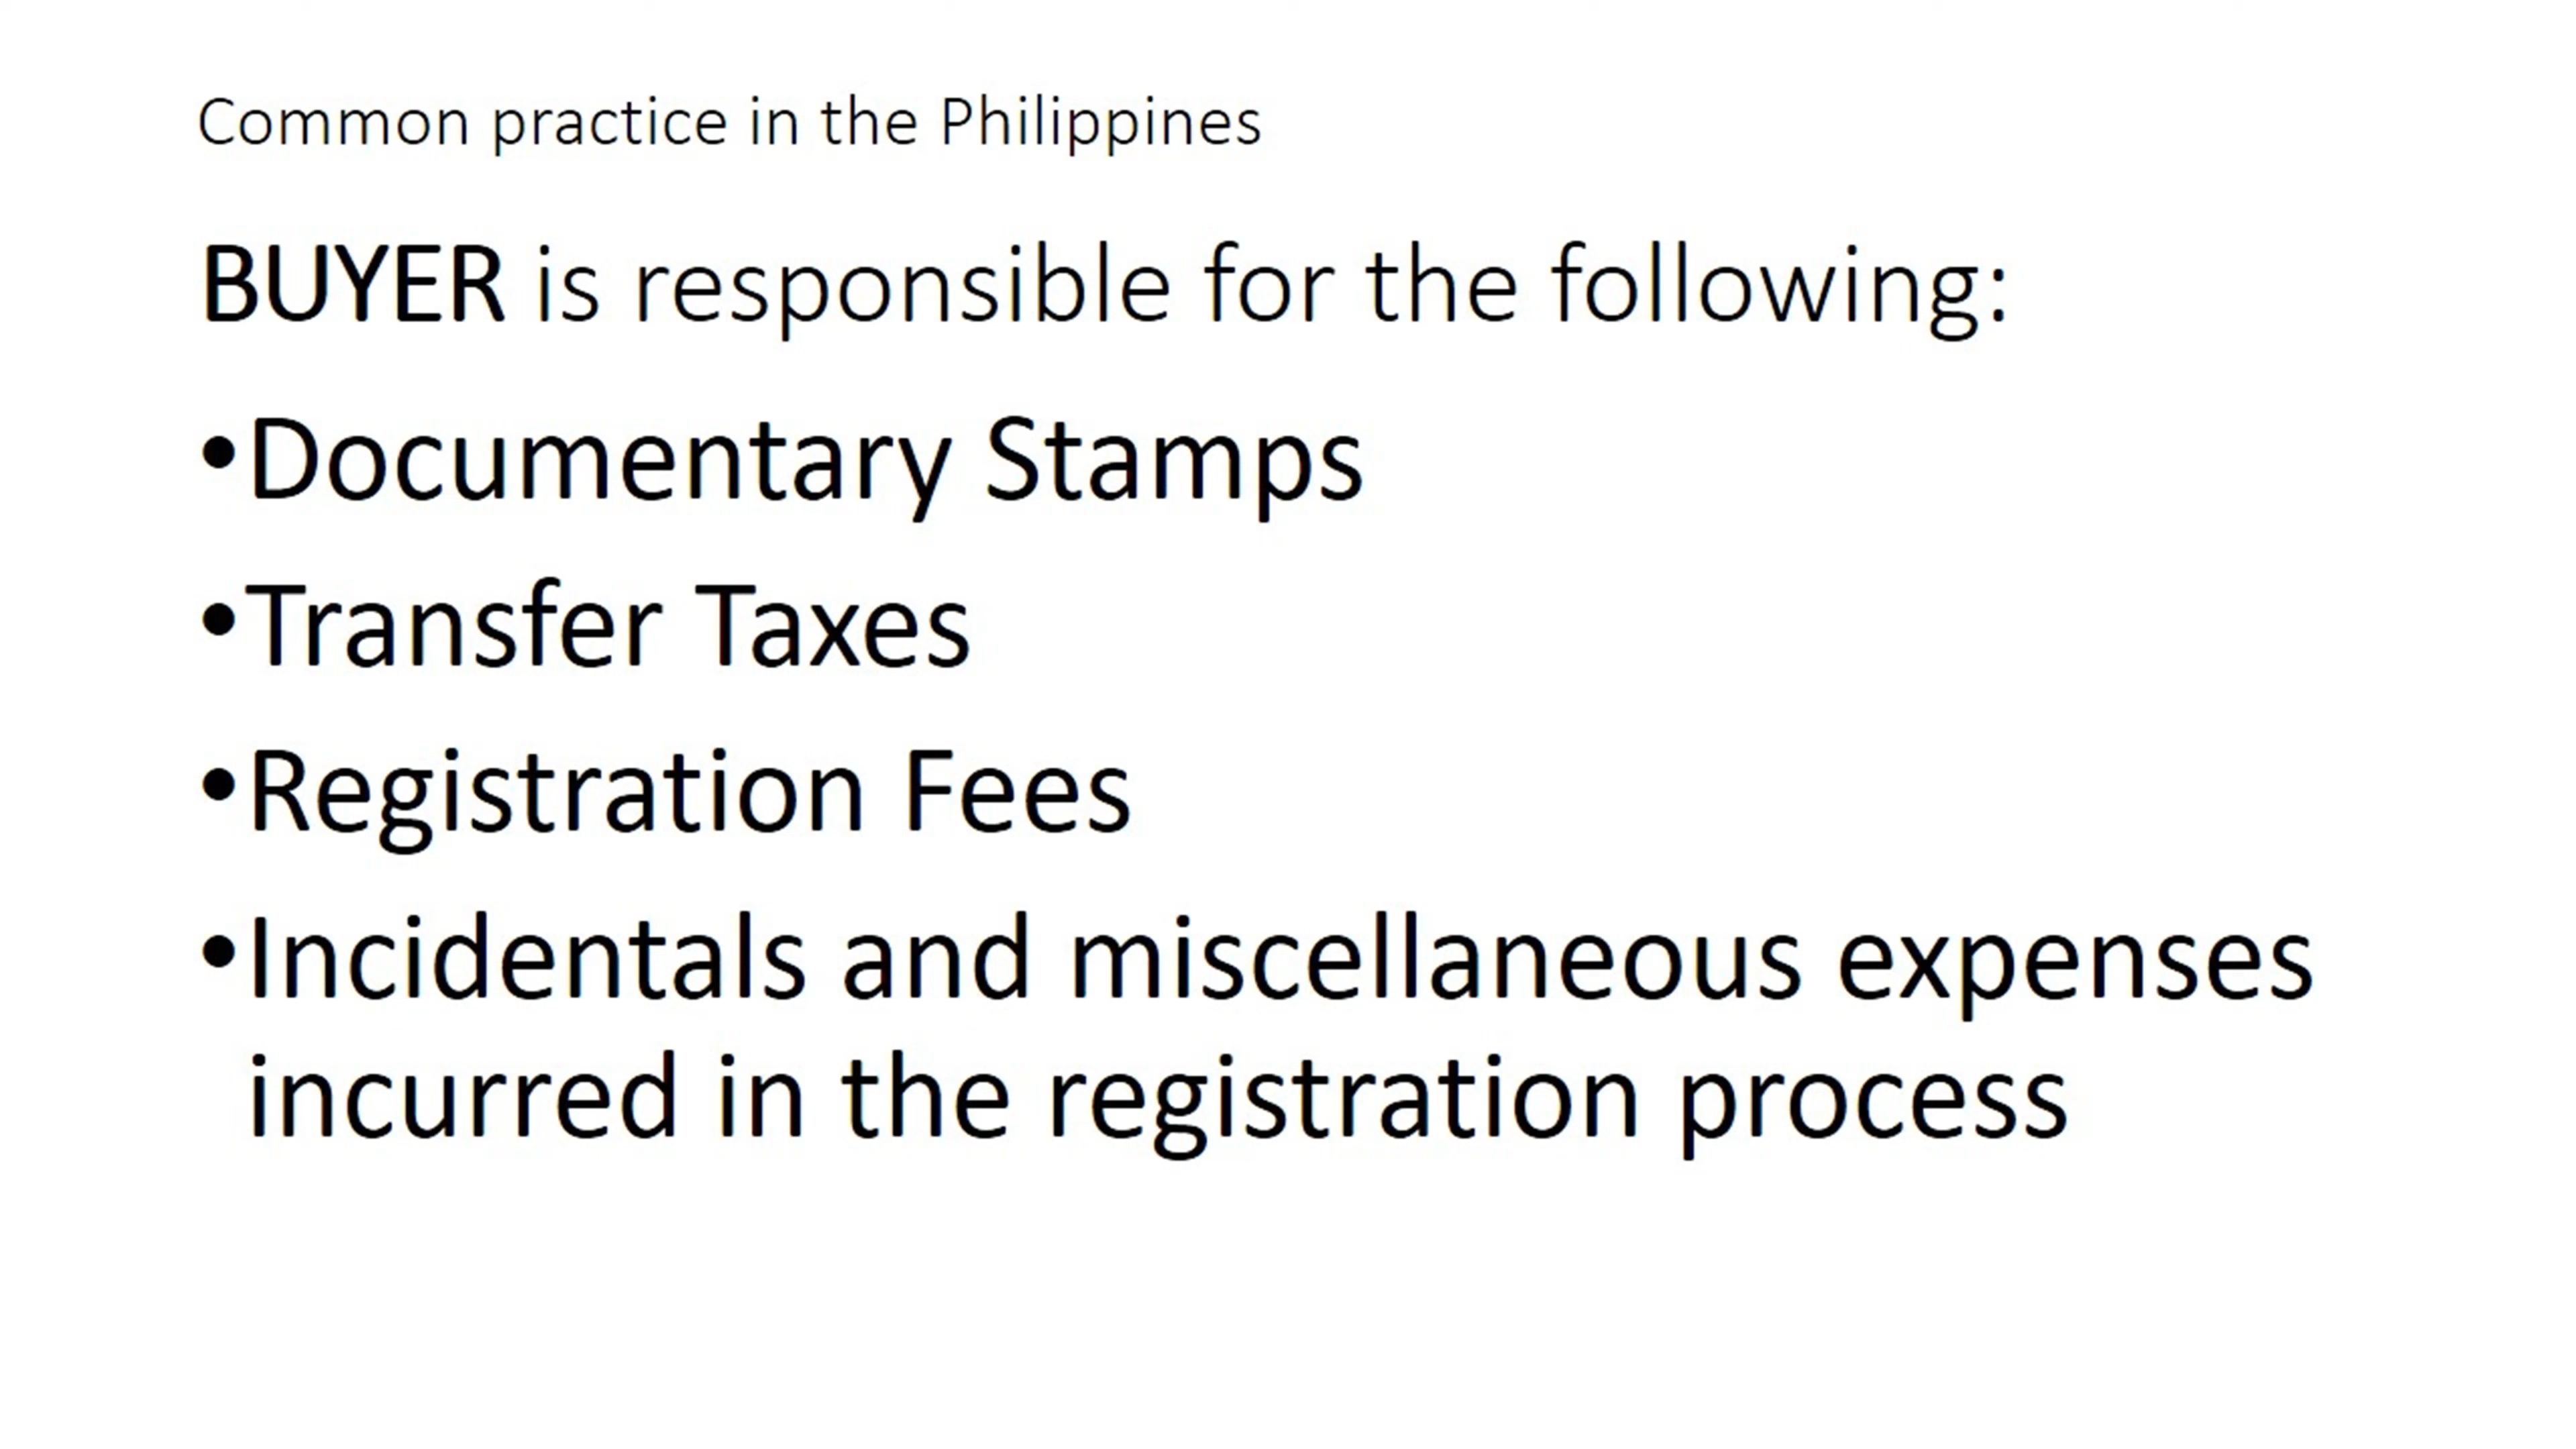 Common practice in the Philippines
BUYER is responsible for the following:
•Documentary Stamps
•Transfer Taxes
•Registration Fees
•Incidentals and miscellaneous expenses
incurred in the registration process